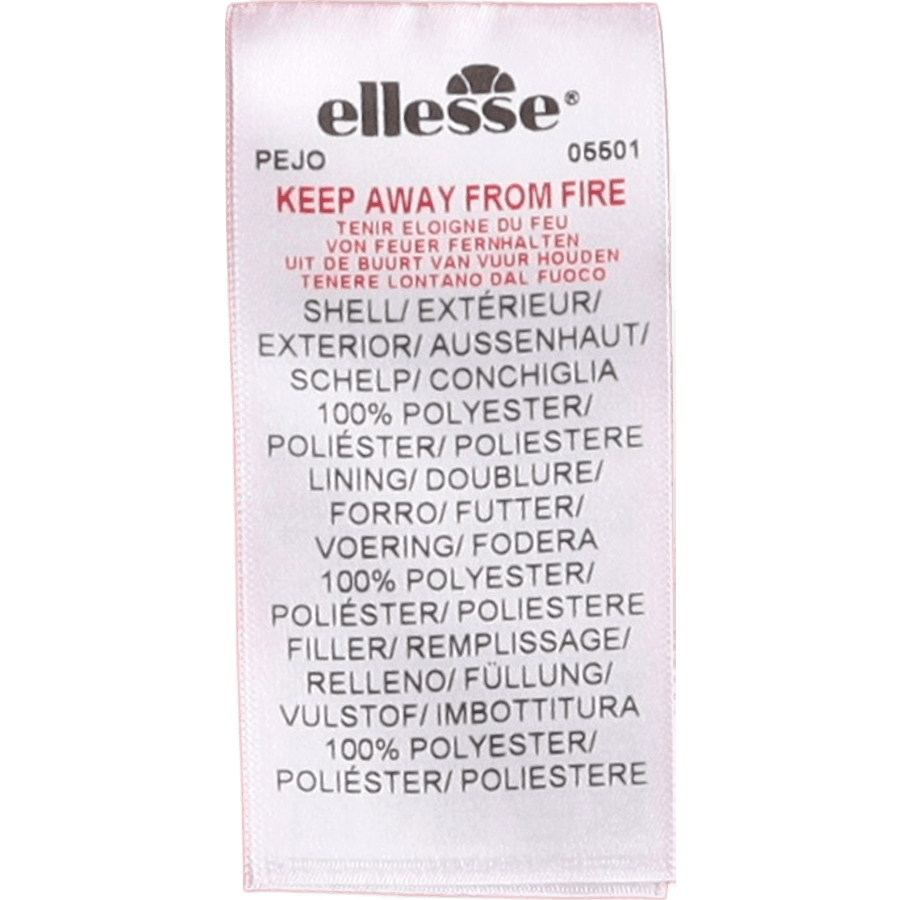 ellesse®
PEJO 05501
KEEP AWAY FROM FIRE
TENIR ELOIGNE DU FEU
VON FEUER FERNHALTEN
UIT DE BUURT VAN VUUR HOUDEN
TENERE LONTANO DAL FUOCO
SHELL/ EXTÉRIEUR/
EXTERIOR/ AUSSENHAUT/
SCHELP/ CONCHIGLIA
100% POLYESTER/
POLIÉSTER/ POLIESTERE
LINING/ DOUBLURE/
FORRO/ FUTTER/
VOERING/ FODERA
100% POLYESTER/
POLIÉSTER/ POLIESTERE
FILLER/ REMPLISSAGE/
RELLENO/ FÜLLUNG/
VULSTOF/ IMBOTTITURA
100% POLYESTER/
POLIÉSTER/ POLIESTERE